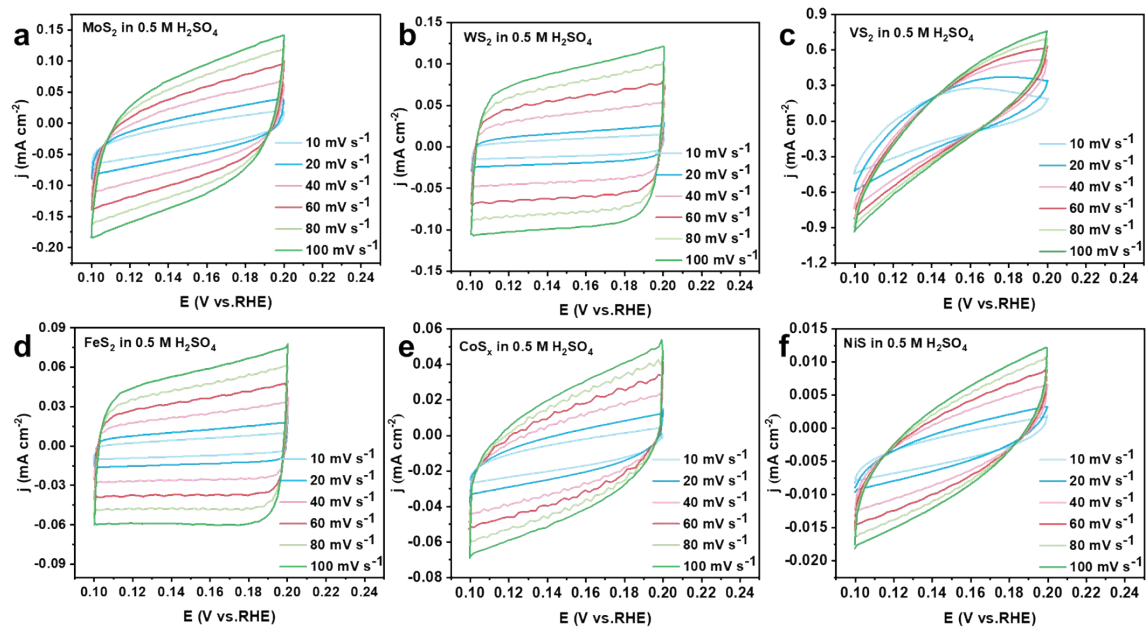 a
MoS₂ in 0.5 M H₂SO₄
0.15
0.10
0.05
0.00
-0.05
-0.10
-0.15
-0.20
j (mA cm⁻²)
10 mV s⁻¹
20 mV s⁻¹
40 mV s⁻¹
60 mV s⁻¹
80 mV s⁻¹
100 mV s⁻¹
0.10 0.12 0.14 0.16 0.18 0.20 0.22 0.24
E (V vs.RHE)
b
WS₂ in 0.5 M H₂SO₄
0.15
0.10
0.05
0.00
-0.05
-0.10
-0.15
j (mA cm⁻²)
10 mV s⁻¹
20 mV s⁻¹
40 mV s⁻¹
60 mV s⁻¹
80 mV s⁻¹
100 mV s⁻¹
0.10 0.12 0.14 0.16 0.18 0.20 0.22 0.24
E (V vs.RHE)
c
VS₂ in 0.5 M H₂SO₄
0.9
0.6
0.3
0.0
-0.3
-0.6
-0.9
-1.2
j (mA cm⁻²)
10 mV s⁻¹
20 mV s⁻¹
40 mV s⁻¹
60 mV s⁻¹
80 mV s⁻¹
100 mV s⁻¹
0.10 0.12 0.14 0.16 0.18 0.20 0.22 0.24
E (V vs.RHE)
d
FeS₂ in 0.5 M H₂SO₄
0.09
0.06
0.03
0.00
-0.03
-0.06
-0.09
j (mA cm⁻²)
10 mV s⁻¹
20 mV s⁻¹
40 mV s⁻¹
60 mV s⁻¹
80 mV s⁻¹
100 mV s⁻¹
0.10 0.12 0.14 0.16 0.18 0.20 0.22 0.24
E (V vs.RHE)
e
CoSₓ in 0.5 M H₂SO₄
0.06
0.04
0.02
0.00
-0.02
-0.04
-0.06
-0.08
j (mA cm⁻²)
10 mV s⁻¹
20 mV s⁻¹
40 mV s⁻¹
60 mV s⁻¹
80 mV s⁻¹
100 mV s⁻¹
0.10 0.12 0.14 0.16 0.18 0.20 0.22 0.24
E (V vs.RHE)
f
NiS in 0.5 M H₂SO₄
0.015
0.010
0.005
0.000
-0.005
-0.010
-0.015
-0.020
j (mA cm⁻²)
10 mV s⁻¹
20 mV s⁻¹
40 mV s⁻¹
60 mV s⁻¹
80 mV s⁻¹
100 mV s⁻¹
0.10 0.12 0.14 0.16 0.18 0.20 0.22 0.24
E (V vs.RHE)